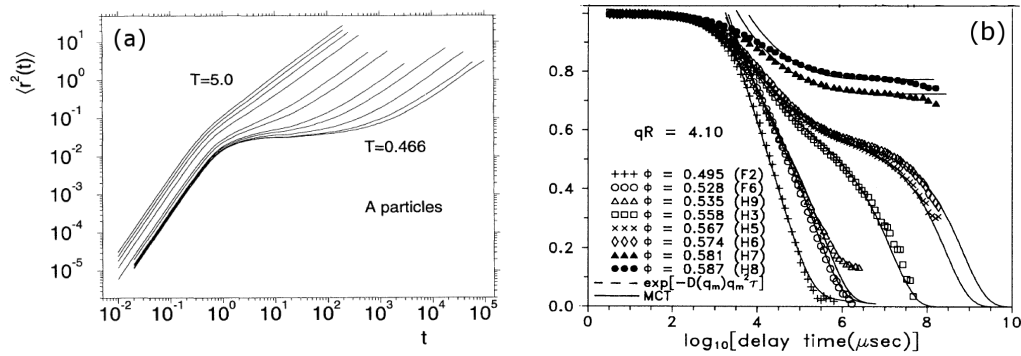 (a)
⟨r²(t)⟩
10¹
10⁰
10⁻¹
10⁻²
10⁻³
10⁻⁴
10⁻⁵
T=5.0
T=0.466
A particles
10⁻² 10⁻¹ 10⁰ 10¹ 10² 10³ 10⁴ 10⁵
t
(b)
0.8
0.6
0.4
0.2
0.0
qR = 4.10
+++ ϕ = 0.495 (F2)
○○○ ϕ = 0.528 (F6)
△△△ ϕ = 0.535 (H9)
□□□ ϕ = 0.558 (H3)
××× ϕ = 0.567 (H5)
◇◇◇ ϕ = 0.574 (H6)
▲▲▲ ϕ = 0.581 (H7)
●●● ϕ = 0.587 (H8)
– – exp[-D(qₘ)qₘ²τ]
— MCT
0 2 4 6 8 10
log₁₀[delay time(μsec)]